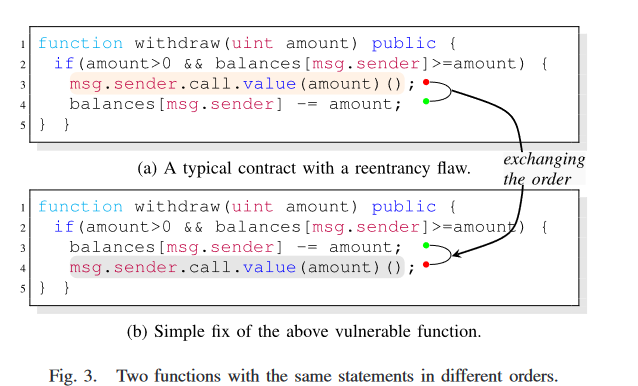 1 function withdraw(uint amount) public {
2 if(amount>0 && balances[msg.sender]>=amount) {
3 msg.sender.call.value(amount)();
4 balances[msg.sender] -= amount;
5 } }
(a) A typical contract with a reentrancy flaw.
exchanging
the order
1 function withdraw(uint amount) public {
2 if(amount>0 && balances[msg.sender]>=amount) {
3 balances[msg.sender] -= amount;
4 msg.sender.call.value(amount)();
5 } }
(b) Simple fix of the above vulnerable function.
Fig. 3. Two functions with the same statements in different orders.